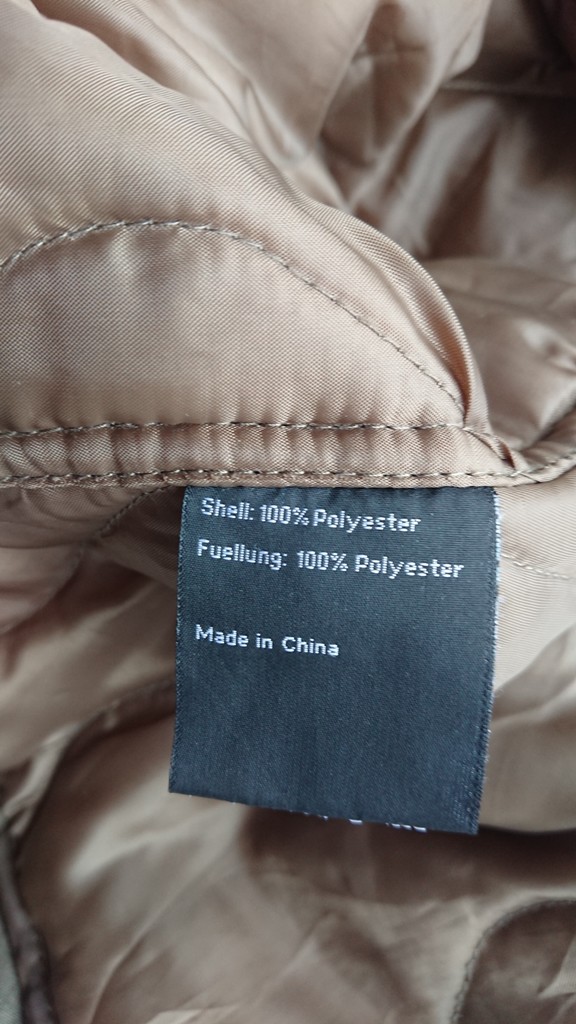 Shell: 100% Polyester
Fuellung: 100% Polyester
Made in China